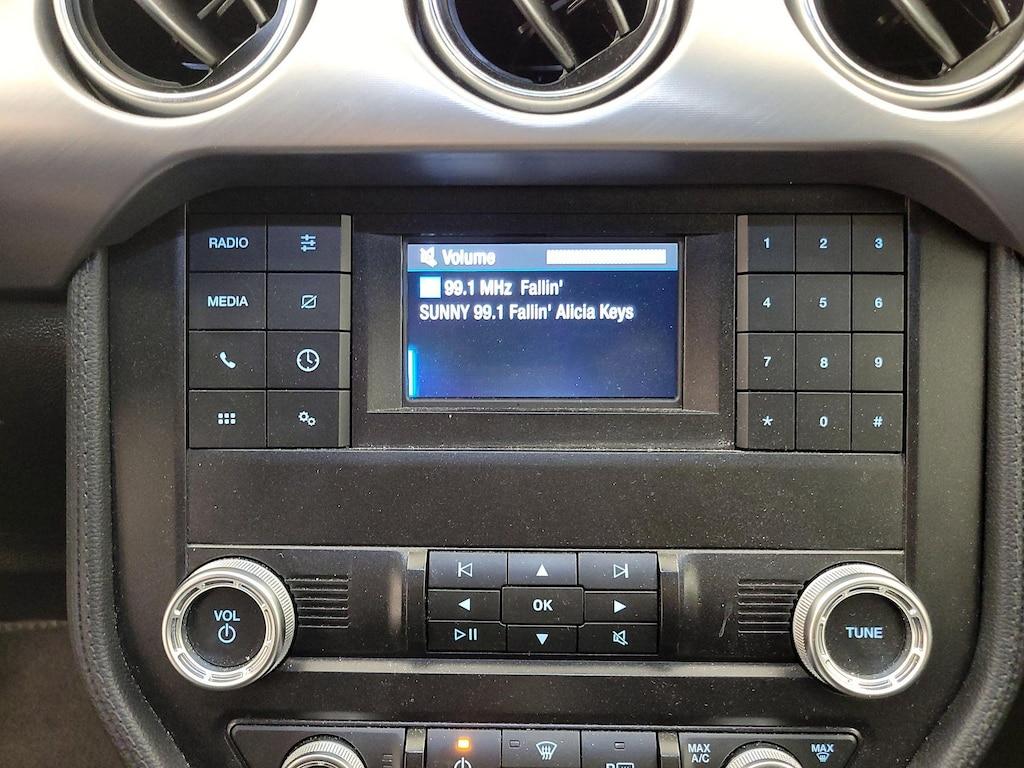 RADIO
MEDIA
Volume
99.1 MHz Fallin'
SUNNY 99.1 Fallin' Alicia Keys
1 2 3
4 5 6
7 8 9
* 0 #
VOL
OK
TUNE
MAX
A/C
MAX